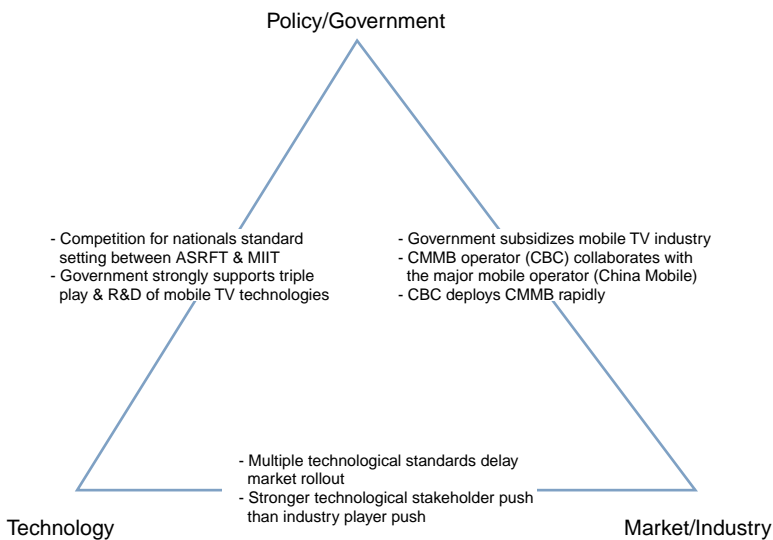 Policy/Government
- Competition for nationals standard
setting between ASRFT & MIIT
- Government strongly supports triple
play & R&D of mobile TV technologies
- Government subsidizes mobile TV industry
- CMMB operator (CBC) collaborates with
the major mobile operator (China Mobile)
- CBC deploys CMMB rapidly
- Multiple technological standards delay
market rollout
- Stronger technological stakeholder push
than industry player push
Technology
Market/Industry